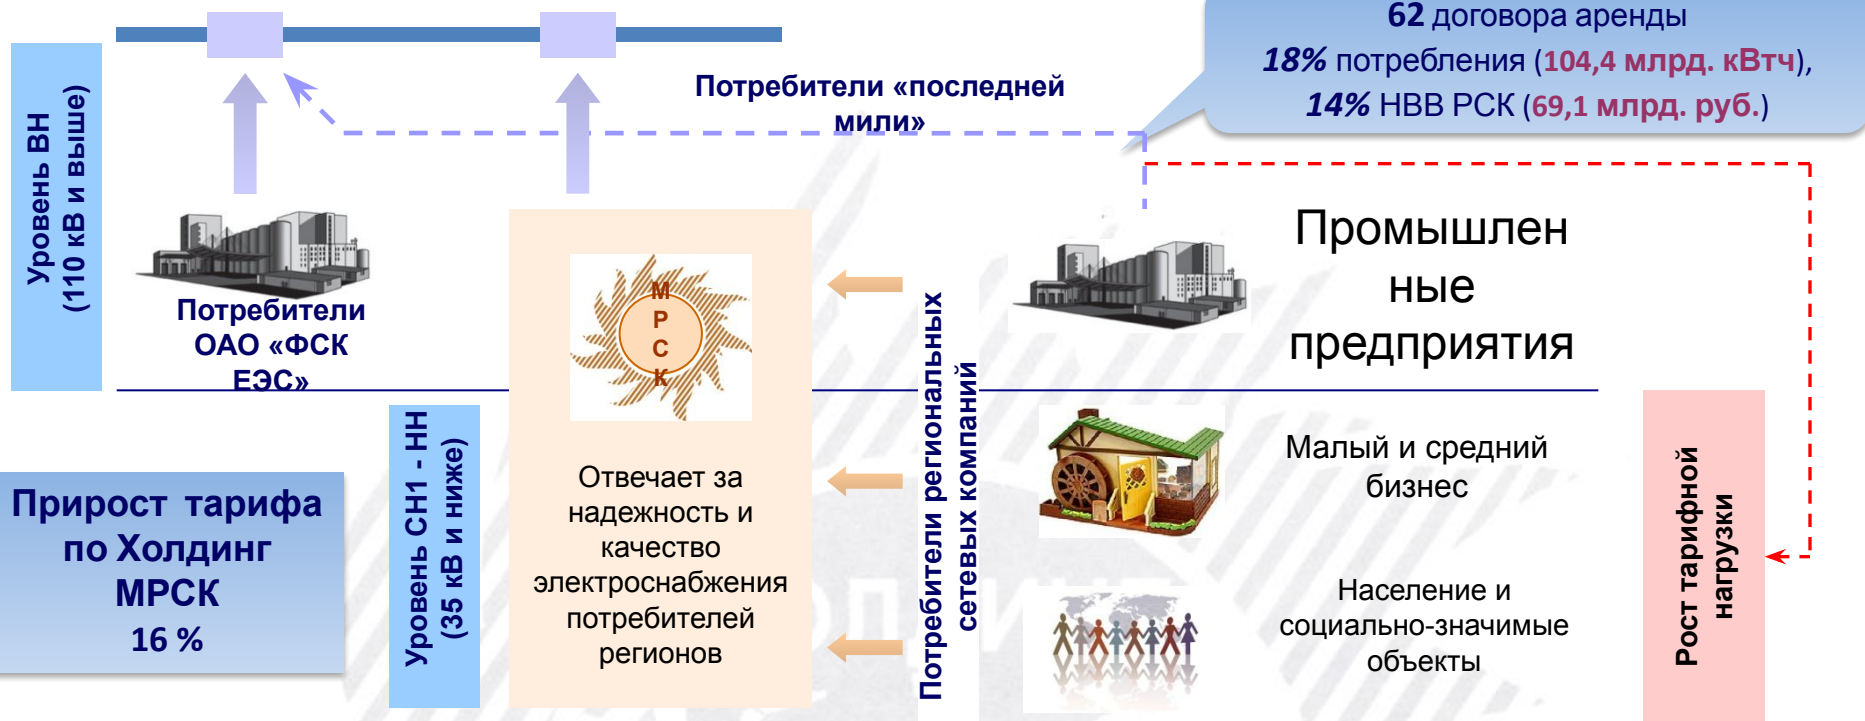 62 договора аренды
18% потребления (104,4 млрд. кВтч),
14% НВВ РСК (69,1 млрд. руб.)
Потребители «последней
мили»
Уровень ВН
(110 кВ и выше)
Потребители
ОАО «ФСК
ЕЭС»
М
Р
С
К
Промышлен
ные
предприятия
Отвечает за
надежность и
качество
электроснабжения
потребителей
регионов
Потребители региональных
сетевых компаний
Малый и средний
бизнес
Население и
социально-значимые
объекты
Уровень СН1 - НН
(35 кВ и ниже)
Прирост тарифа
по Холдинг
МРСК
16 %
Рост тарифной
нагрузки